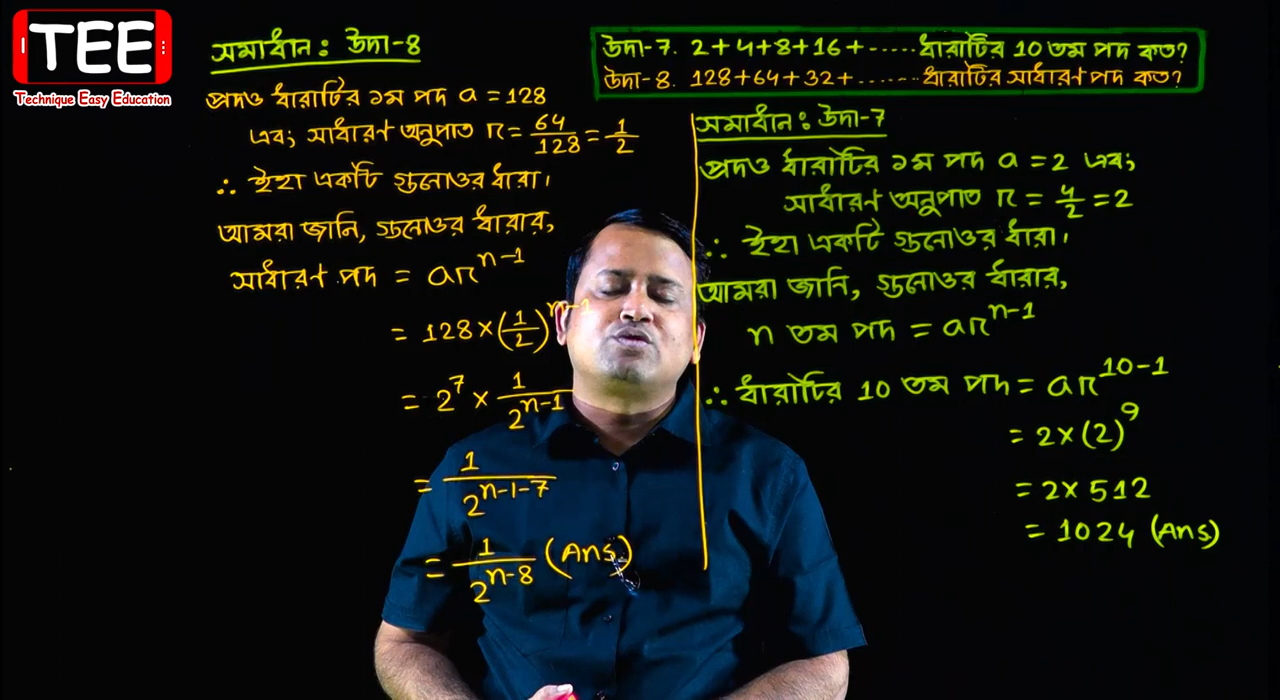 TEE
Technique Easy Education
উদা-7. 2+4+8+16+...... ধারাটির 10 তম পদ কত?
উদা-8. 128+64+32+....... ধারাটির সাধারণ পদ কত?
সমাধান: উদা-8
প্রদত্ত ধারাটির ১ম পদ a = 128
এবং সাধারণ অনুপাত r = 64/128 = 1/2
∴ ইহা একটি গুনোত্তর ধারা।
আমরা জানি, গুনোত্তর ধারার,
সাধারণ পদ = ar^(n-1)
= 128×(1/2)^(n-1)
= 2^7 × 1/2^(n-1)
= 1/2^(n-1-7)
= 1/2^(n-8) (Ans)
সমাধান: উদা-7
প্রদত্ত ধারাটির ১ম পদ a = 2 এবং
সাধারণ অনুপাত r = 4/2 = 2
∴ ইহা একটি গুনোত্তর ধারা।
আমরা জানি, গুনোত্তর ধারার,
n তম পদ = ar^(n-1)
∴ ধারাটির 10 তম পদ = ar^(10-1)
= 2×(2)^9
= 2×512
= 1024 (Ans)